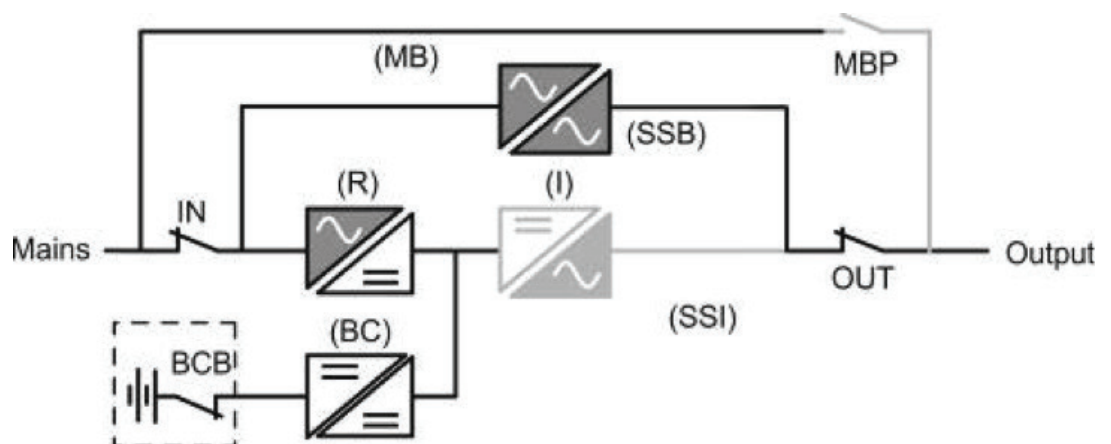 (MB)
MBP
(SSB)
(R)
(I)
IN
Mains
OUT
Output
(SSI)
(BC)
BCB